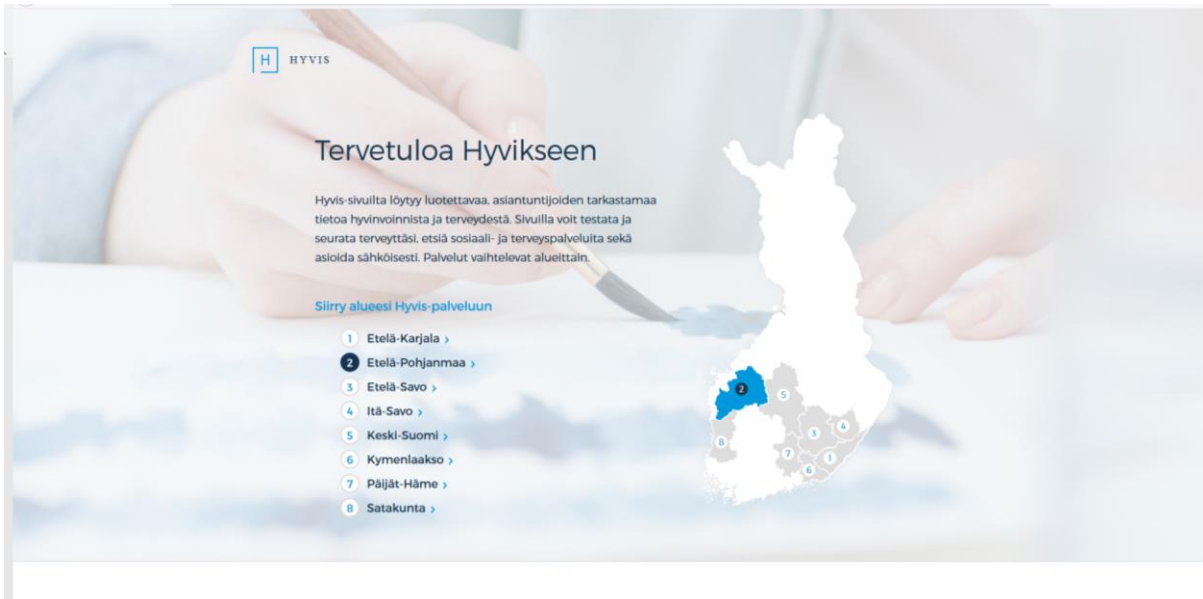 H HYVIS
Tervetuloa Hyvikseen
Hyvis-sivuilta löytyy luotettavaa, asiantuntijoiden tarkastamaa
tietoa hyvinvoinnista ja terveydestä. Sivuilla voit testata ja
seurata terveyttäsi, etsiä sosiaali- ja terveyspalveluita sekä
asioida sähköisesti. Palvelut vaihtelevat alueittain.
Siirry alueesi Hyvis-palveluun
1 Etelä-Karjala ›
2 Etelä-Pohjanmaa ›
3 Etelä-Savo ›
4 Itä-Savo ›
5 Keski-Suomi ›
6 Kymenlaakso ›
7 Päijät-Häme ›
8 Satakunta ›
2
5
4
3
8
7
1
6